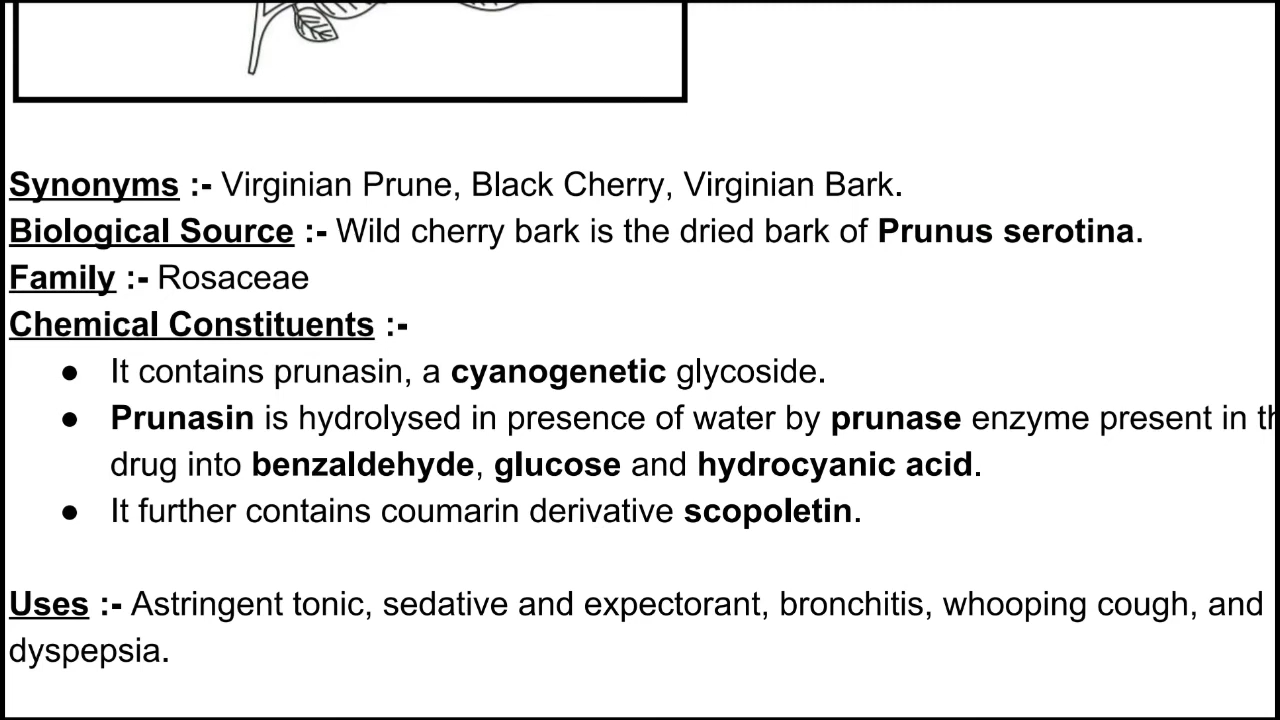 Synonyms :- Virginian Prune, Black Cherry, Virginian Bark.
Biological Source :- Wild cherry bark is the dried bark of Prunus serotina.
Family :- Rosaceae
Chemical Constituents :-
● It contains prunasin, a cyanogenetic glycoside.
● Prunasin is hydrolysed in presence of water by prunase enzyme present in
drug into benzaldehyde, glucose and hydrocyanic acid.
● It further contains coumarin derivative scopoletin.
Uses :- Astringent tonic, sedative and expectorant, bronchitis, whooping cough, and
dyspepsia.